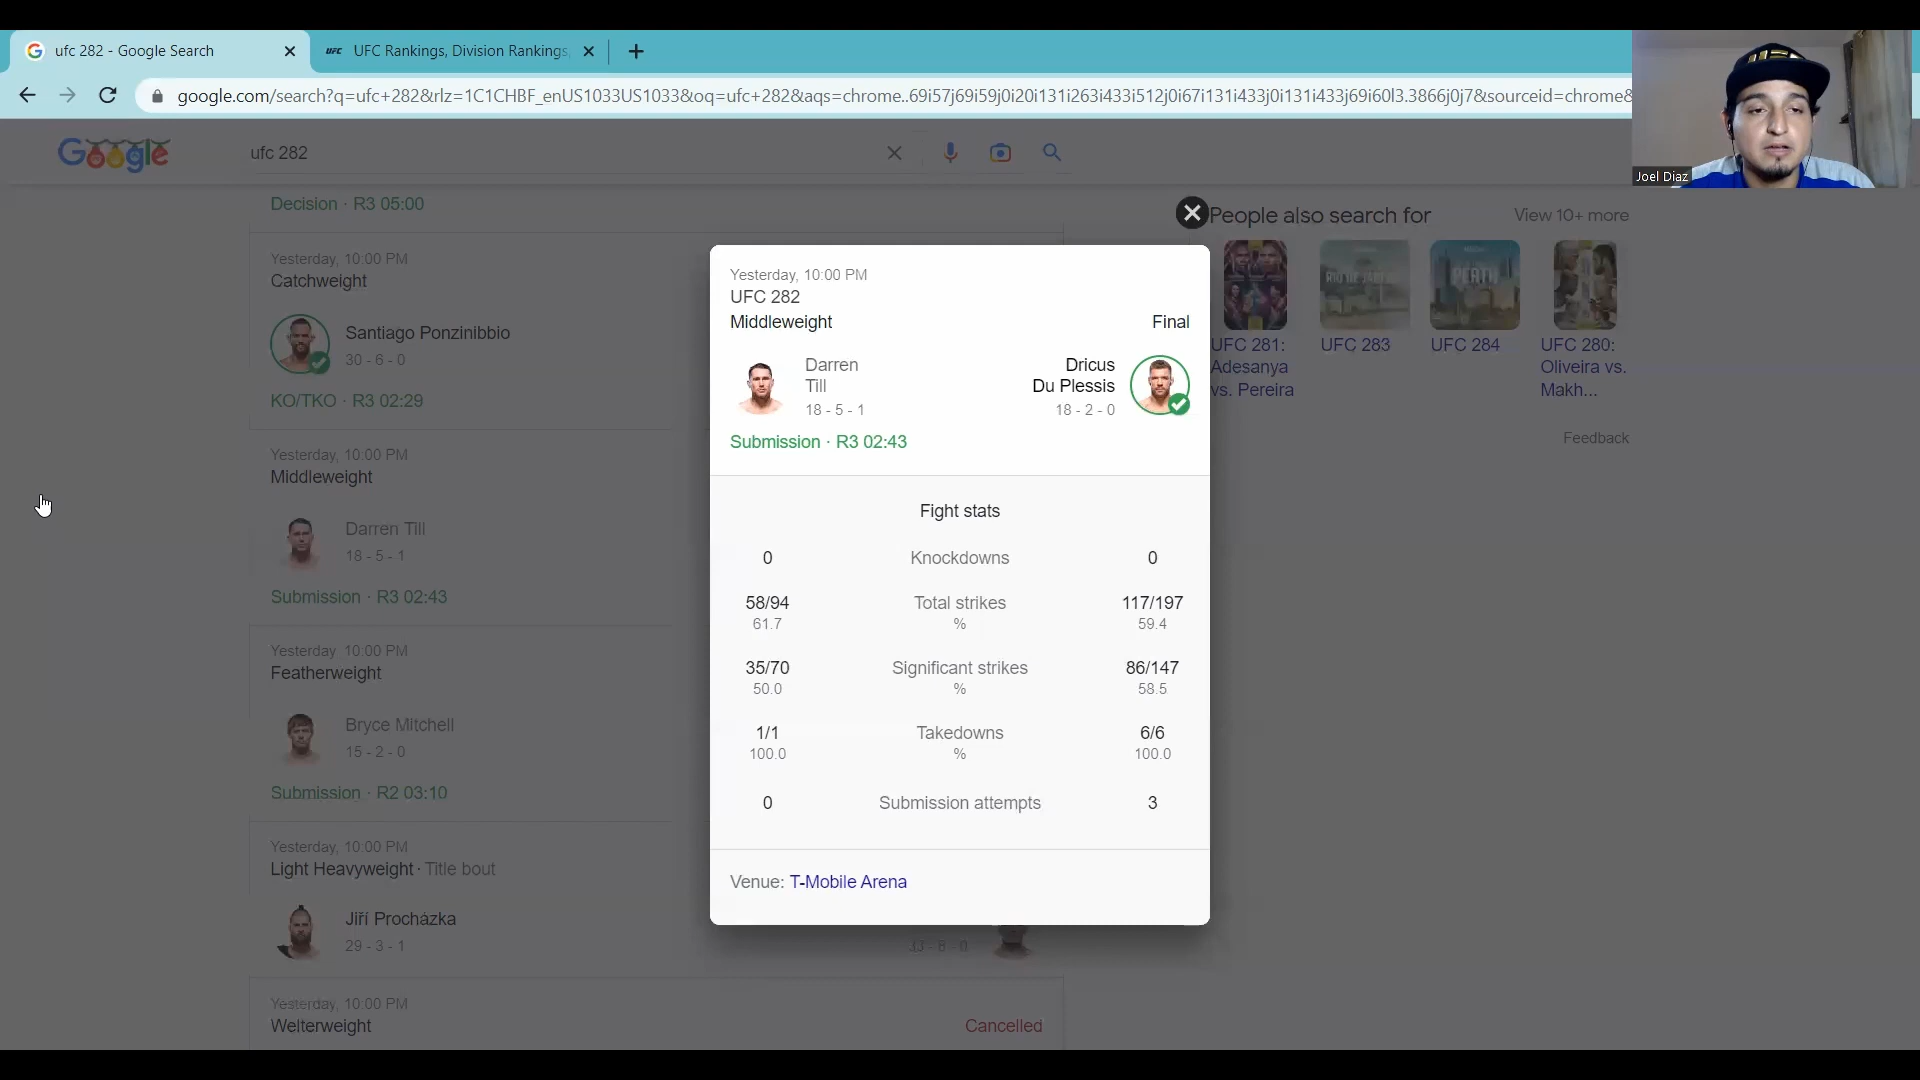 ufc 282 - Google Search
UFC UFC Rankings, Division Rankings,
google.com/search?q=ufc+282&rlz=1C1CHBF_enUS1033US1033&oq=ufc+282&aqs=chrome..69i57j69i59j0i20i131i263i433i512j0i67i131i433j0i131i433j69i60l3.3866j0j7&sourceid=chrome&
Joel Diaz
Google
ufc 282
Decision · R3 05:00
Yesterday, 10:00 PM
Catchweight
Santiago Ponzinibbio
30 - 6 - 0
KO/TKO · R3 02:29
Yesterday, 10:00 PM
Middleweight
Darren Till
18 - 5 - 1
Submission · R3 02:43
Yesterday, 10:00 PM
Featherweight
Bryce Mitchell
15 - 2 - 0
Submission · R2 03:10
Yesterday, 10:00 PM
Light Heavyweight · Title bout
Jiří Procházka
29 - 3 - 1
Yesterday, 10:00 PM
Welterweight
Cancelled
Yesterday, 10:00 PM
UFC 282
Middleweight
Final
Darren
Till
18 - 5 - 1
Dricus
Du Plessis
18 - 2 - 0
Submission · R3 02:43
Fight stats
0 Knockdowns 0
58/94 Total strikes 117/197
61.7 % 59.4
35/70 Significant strikes 86/147
50.0 % 58.5
1/1 Takedowns 6/6
100.0 % 100.0
0 Submission attempts 3
Venue: T-Mobile Arena
People also search for
View 10+ more
PERTH
UFC 281:
Adesanya
vs. Pereira
UFC 283
UFC 284
UFC 280:
Oliveira vs.
Makh...
Feedback